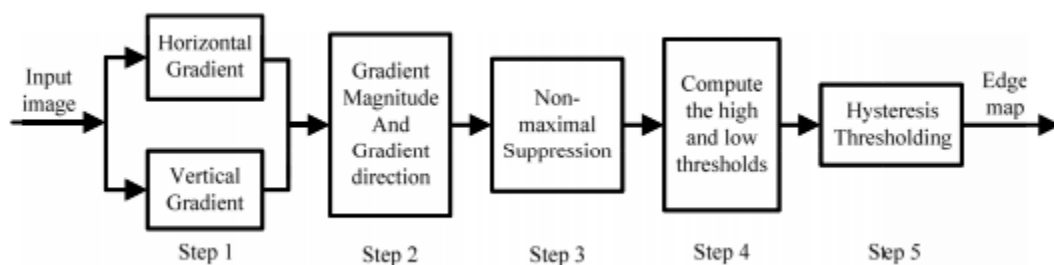 Input
image
Horizontal
Gradient
Vertical
Gradient
Step 1
Gradient
Magnitude
And
Gradient
direction
Step 2
Non-
maximal
Suppression
Step 3
Compute
the high
and low
thresholds
Step 4
Hysteresis
Thresholding
Step 5
Edge
map